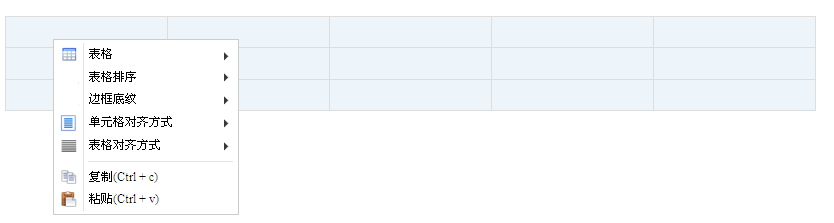 表格
表格排序
边框底纹
单元格对齐方式
表格对齐方式
复制(Ctrl + c)
粘贴(Ctrl + v)